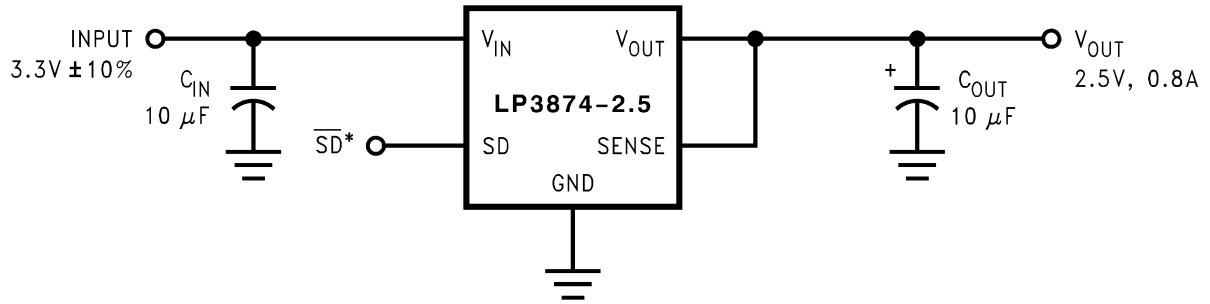 INPUT
3.3V ±10%
C_IN
10 μF
S̅D̅*
V_IN
V_OUT
LP3874-2.5
SD
SENSE
GND
+
C_OUT
10 μF
V_OUT
2.5V, 0.8A